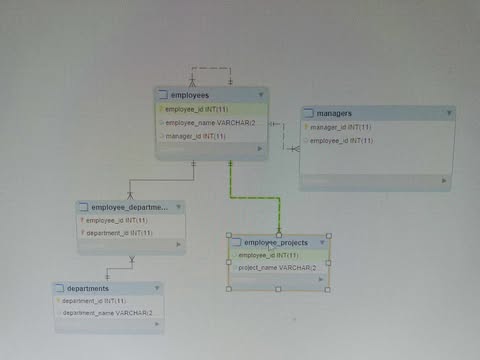 employees
employee_id INT(11)
employee_name VARCHAR(2
manager_id INT(11)
managers
manager_id INT(11)
employee_id INT(11)
employee_departme...
employee_id INT(11)
department_id INT(11)
employee_projects
employee_id INT(11)
project_name VARCHAR(2
departments
department_id INT(11)
department_name VARCHAR(2